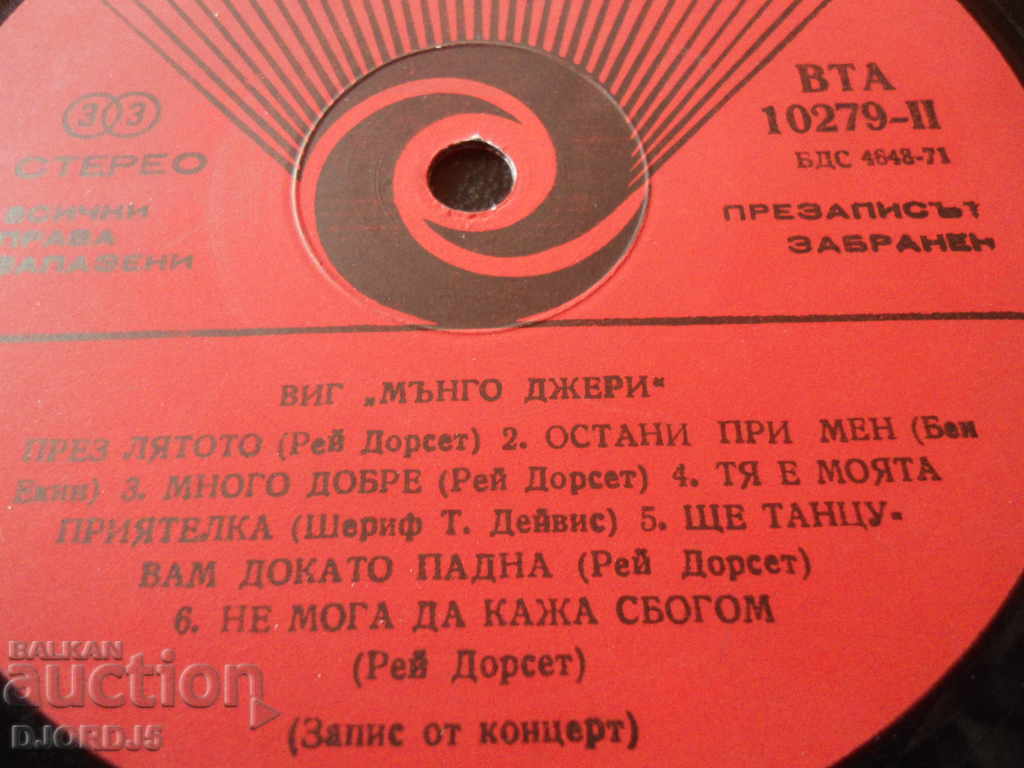 33
СТЕРЕО
ВСИЧКИ
ПРАВА
ЗАПАЗЕНИ
ВТА
10279-II
БДС 4648-71
ПРЕЗАПИСЪТ
ЗАБРАНЕН
ВИГ „МЪНГО ДЖЕРИ“
ПРЕЗ ЛЯТОТО (Рей Дорсет) 2. ОСТАНИ ПРИ МЕН (Бен
Екин) 3. МНОГО ДОБРЕ (Рей Дорсет) 4. ТЯ Е МОЯТА
ПРИЯТЕЛКА (Шериф Т. Дейвис) 5. ЩЕ ТАНЦУ-
ВАМ ДОКАТО ПАДНА (Рей Дорсет)
6. НЕ МОГА ДА КАЖА СБОГОМ
(Рей Дорсет)
(Запис от концерт)
BALKAN
auction
DJORDJ5